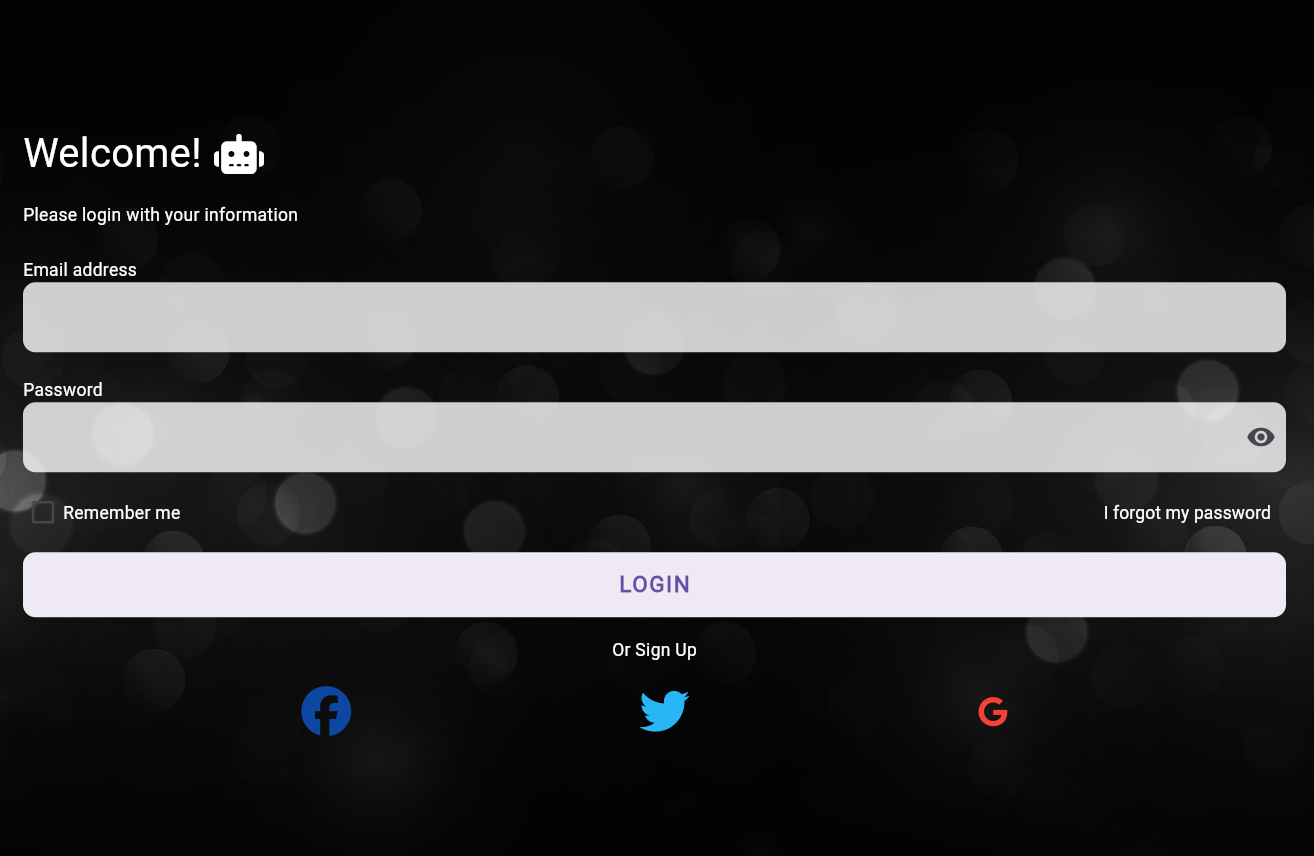 Welcome!
Please login with your information
Email address
Password
Remember me
I forgot my password
LOGIN
Or Sign Up